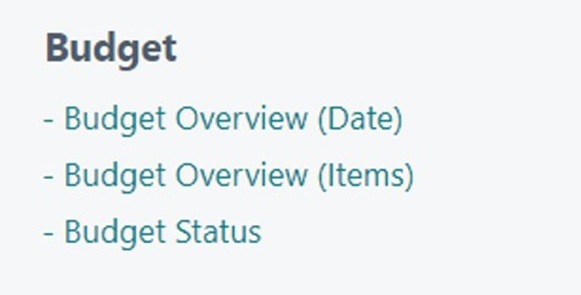 Budget
- Budget Overview (Date)
- Budget Overview (Items)
- Budget Status